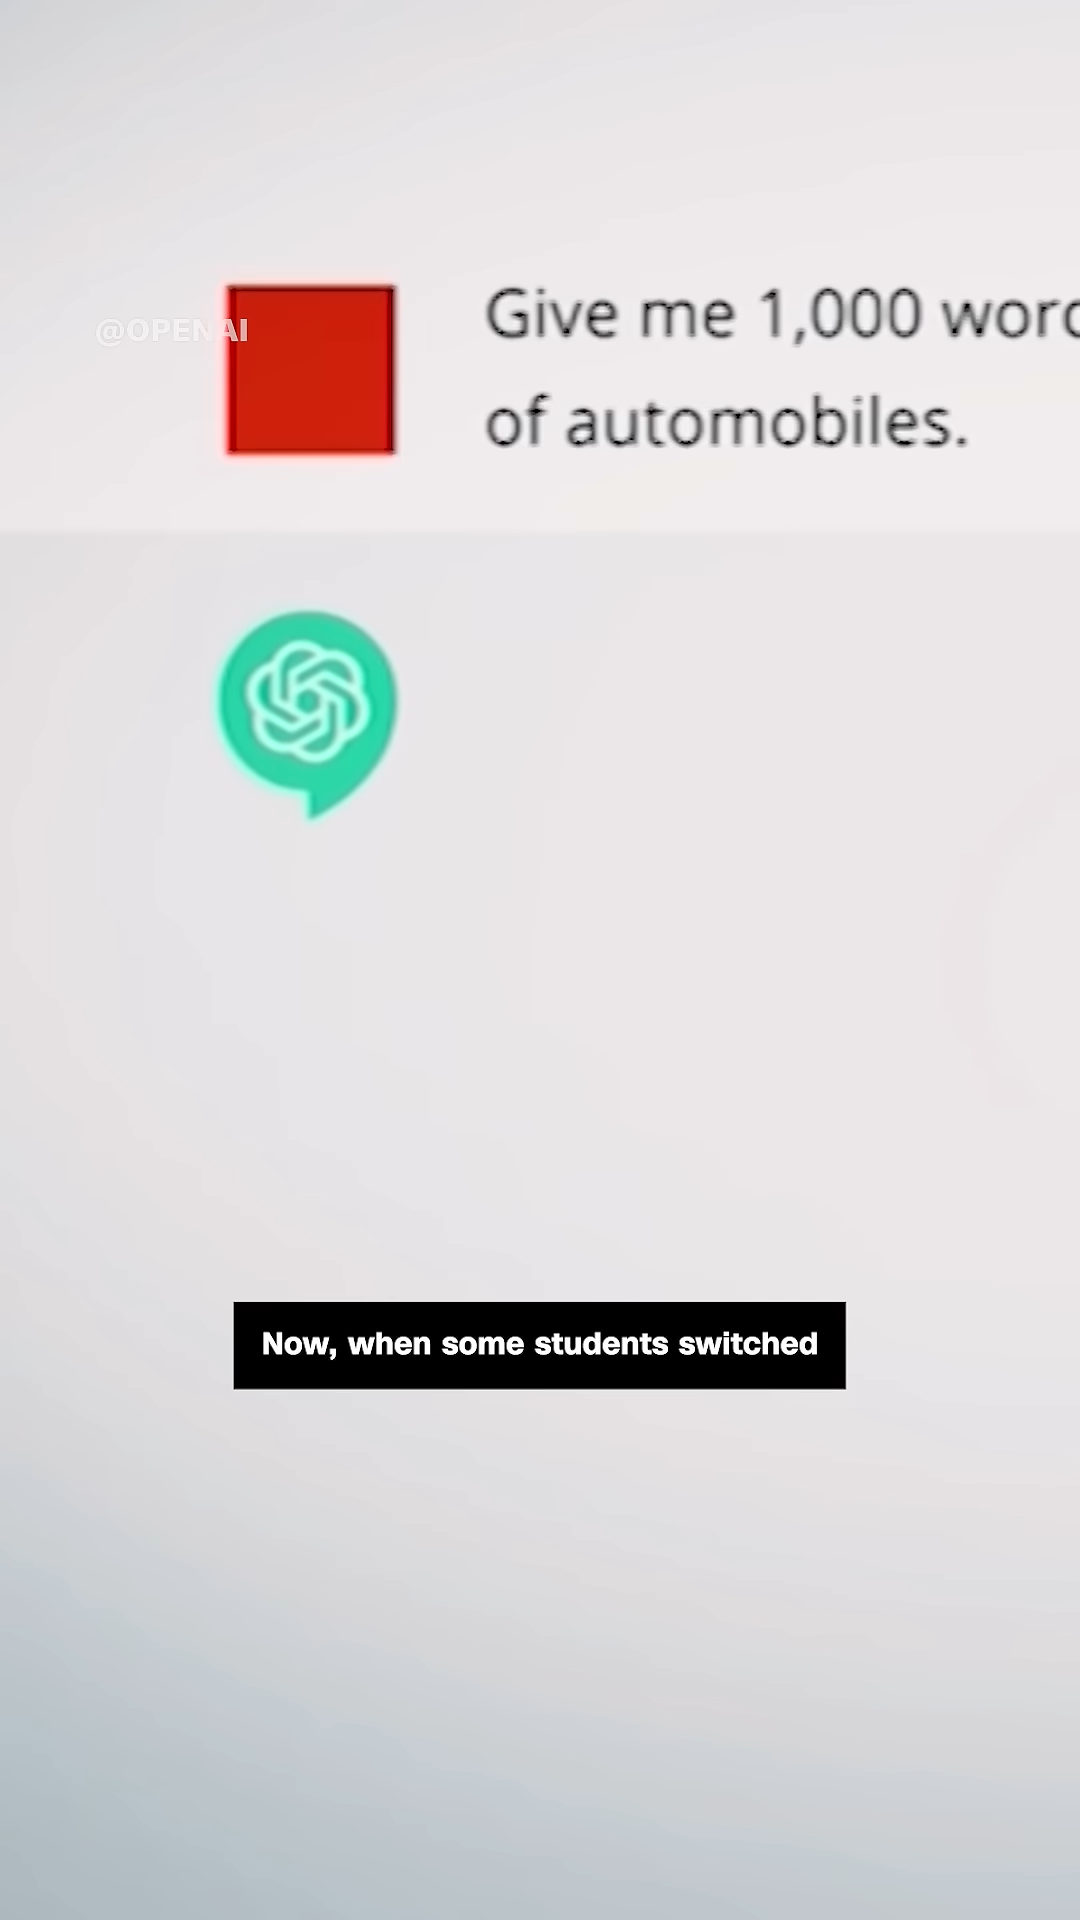 Give me 1,000
@OPENAI
of automobiles.
Now, when some students switched